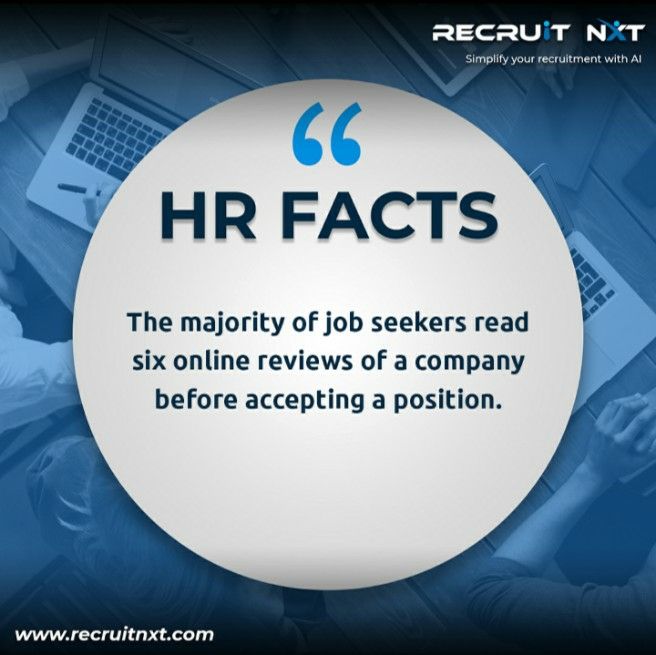 RECRUiT NXT
Simplify your recruitment with AI
“
HR FACTS
The majority of job seekers read
six online reviews of a company
before accepting a position.
www.recruitnxt.com